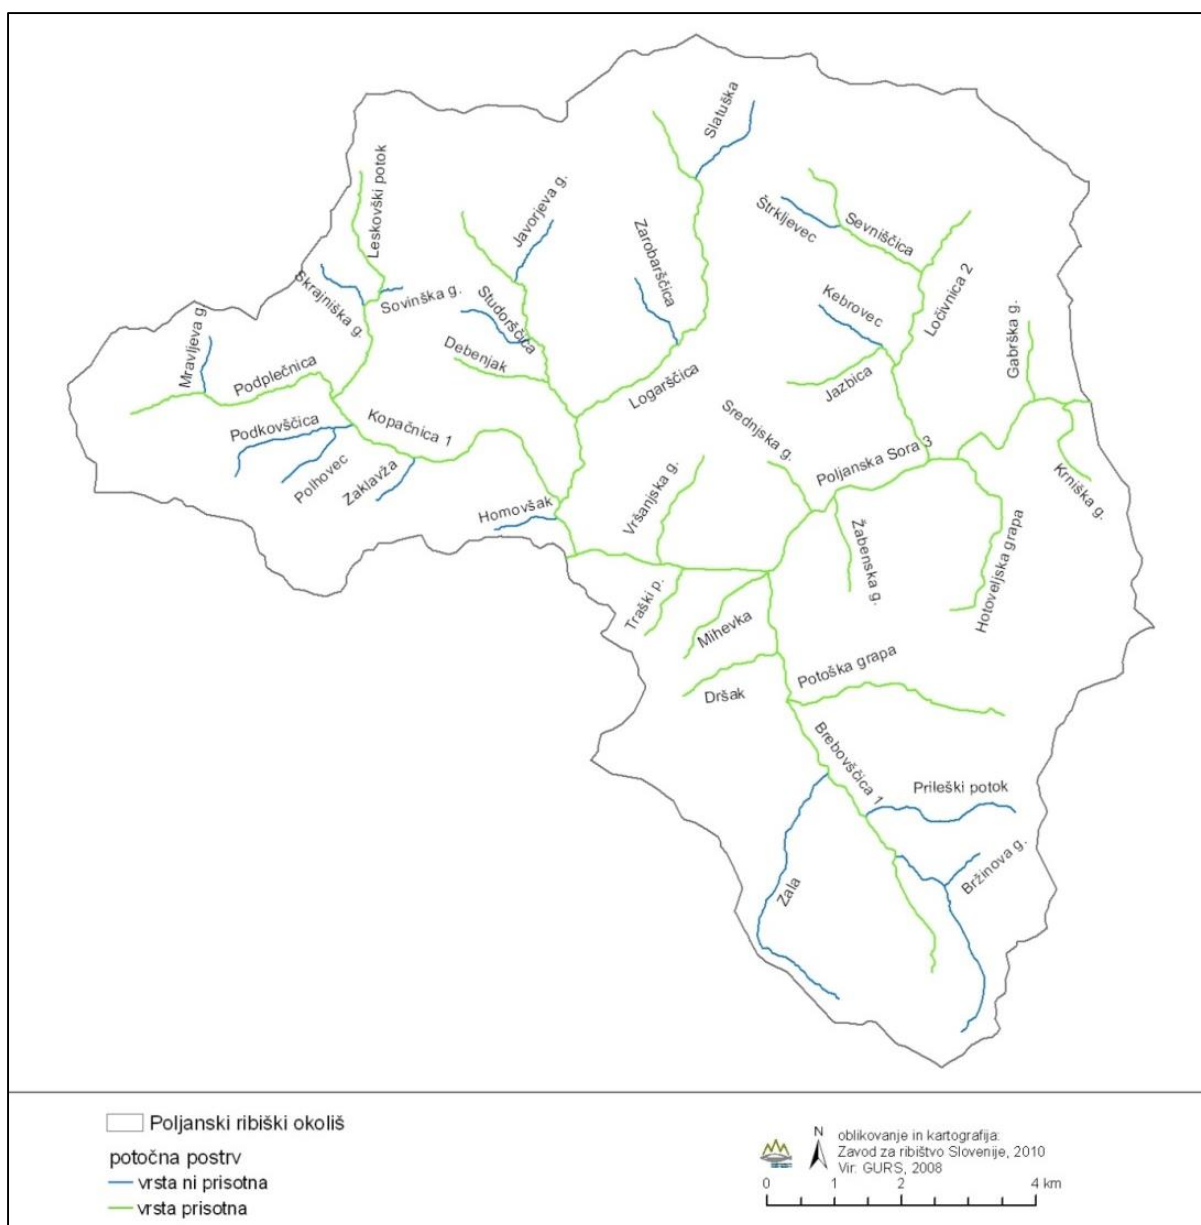 Slatuška
Leskovški potok
Javorjeva g.
Štrkljevec
Sevniščica
Zarobarščica
Skrajniška g.
Sovinška g.
Ločivnica 2
Studorščica
Kebrovec
Gabrška g.
Mravljeva g.
Debenjak
Podplečnica
Jazbica
Logarščica
Podkovščica
Kopačnica 1
Srednjska g.
Poljanska Sora 3
Polhovec
Zaklavža
Krniška g.
Homovšak
Vršanjska g.
Žabenska g.
Hotoveljska grapa
Traški p.
Mihevka
Potoška grapa
Dršak
Brebovščica 1
Prileški potok
Bržinova g.
Zala
Poljanski ribiški okoliš
potočna postrv
vrsta ni prisotna
vrsta prisotna
N
oblikovanje in kartografija:
Zavod za ribištvo Slovenije, 2010
Vir: GURS, 2008
0 1 2 4 km